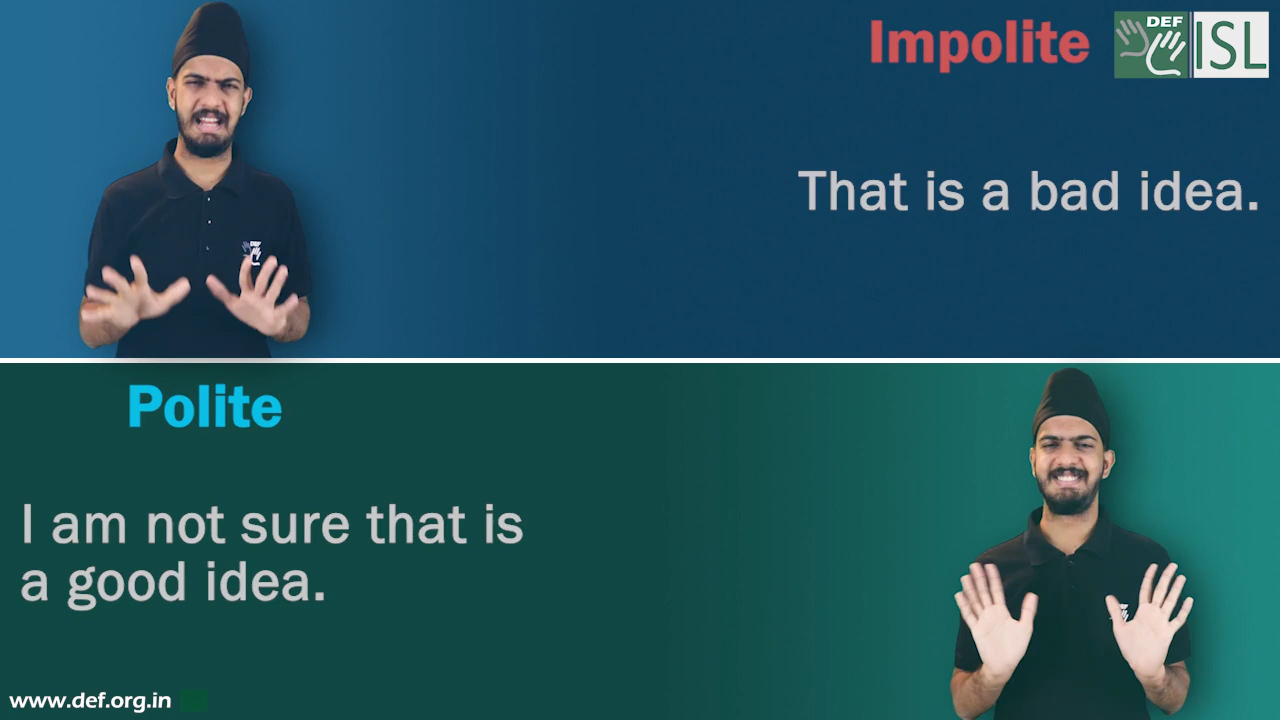 Impolite
DEF
ISL
That is a bad idea.
Polite
I am not sure that is
a good idea.
www.def.org.in